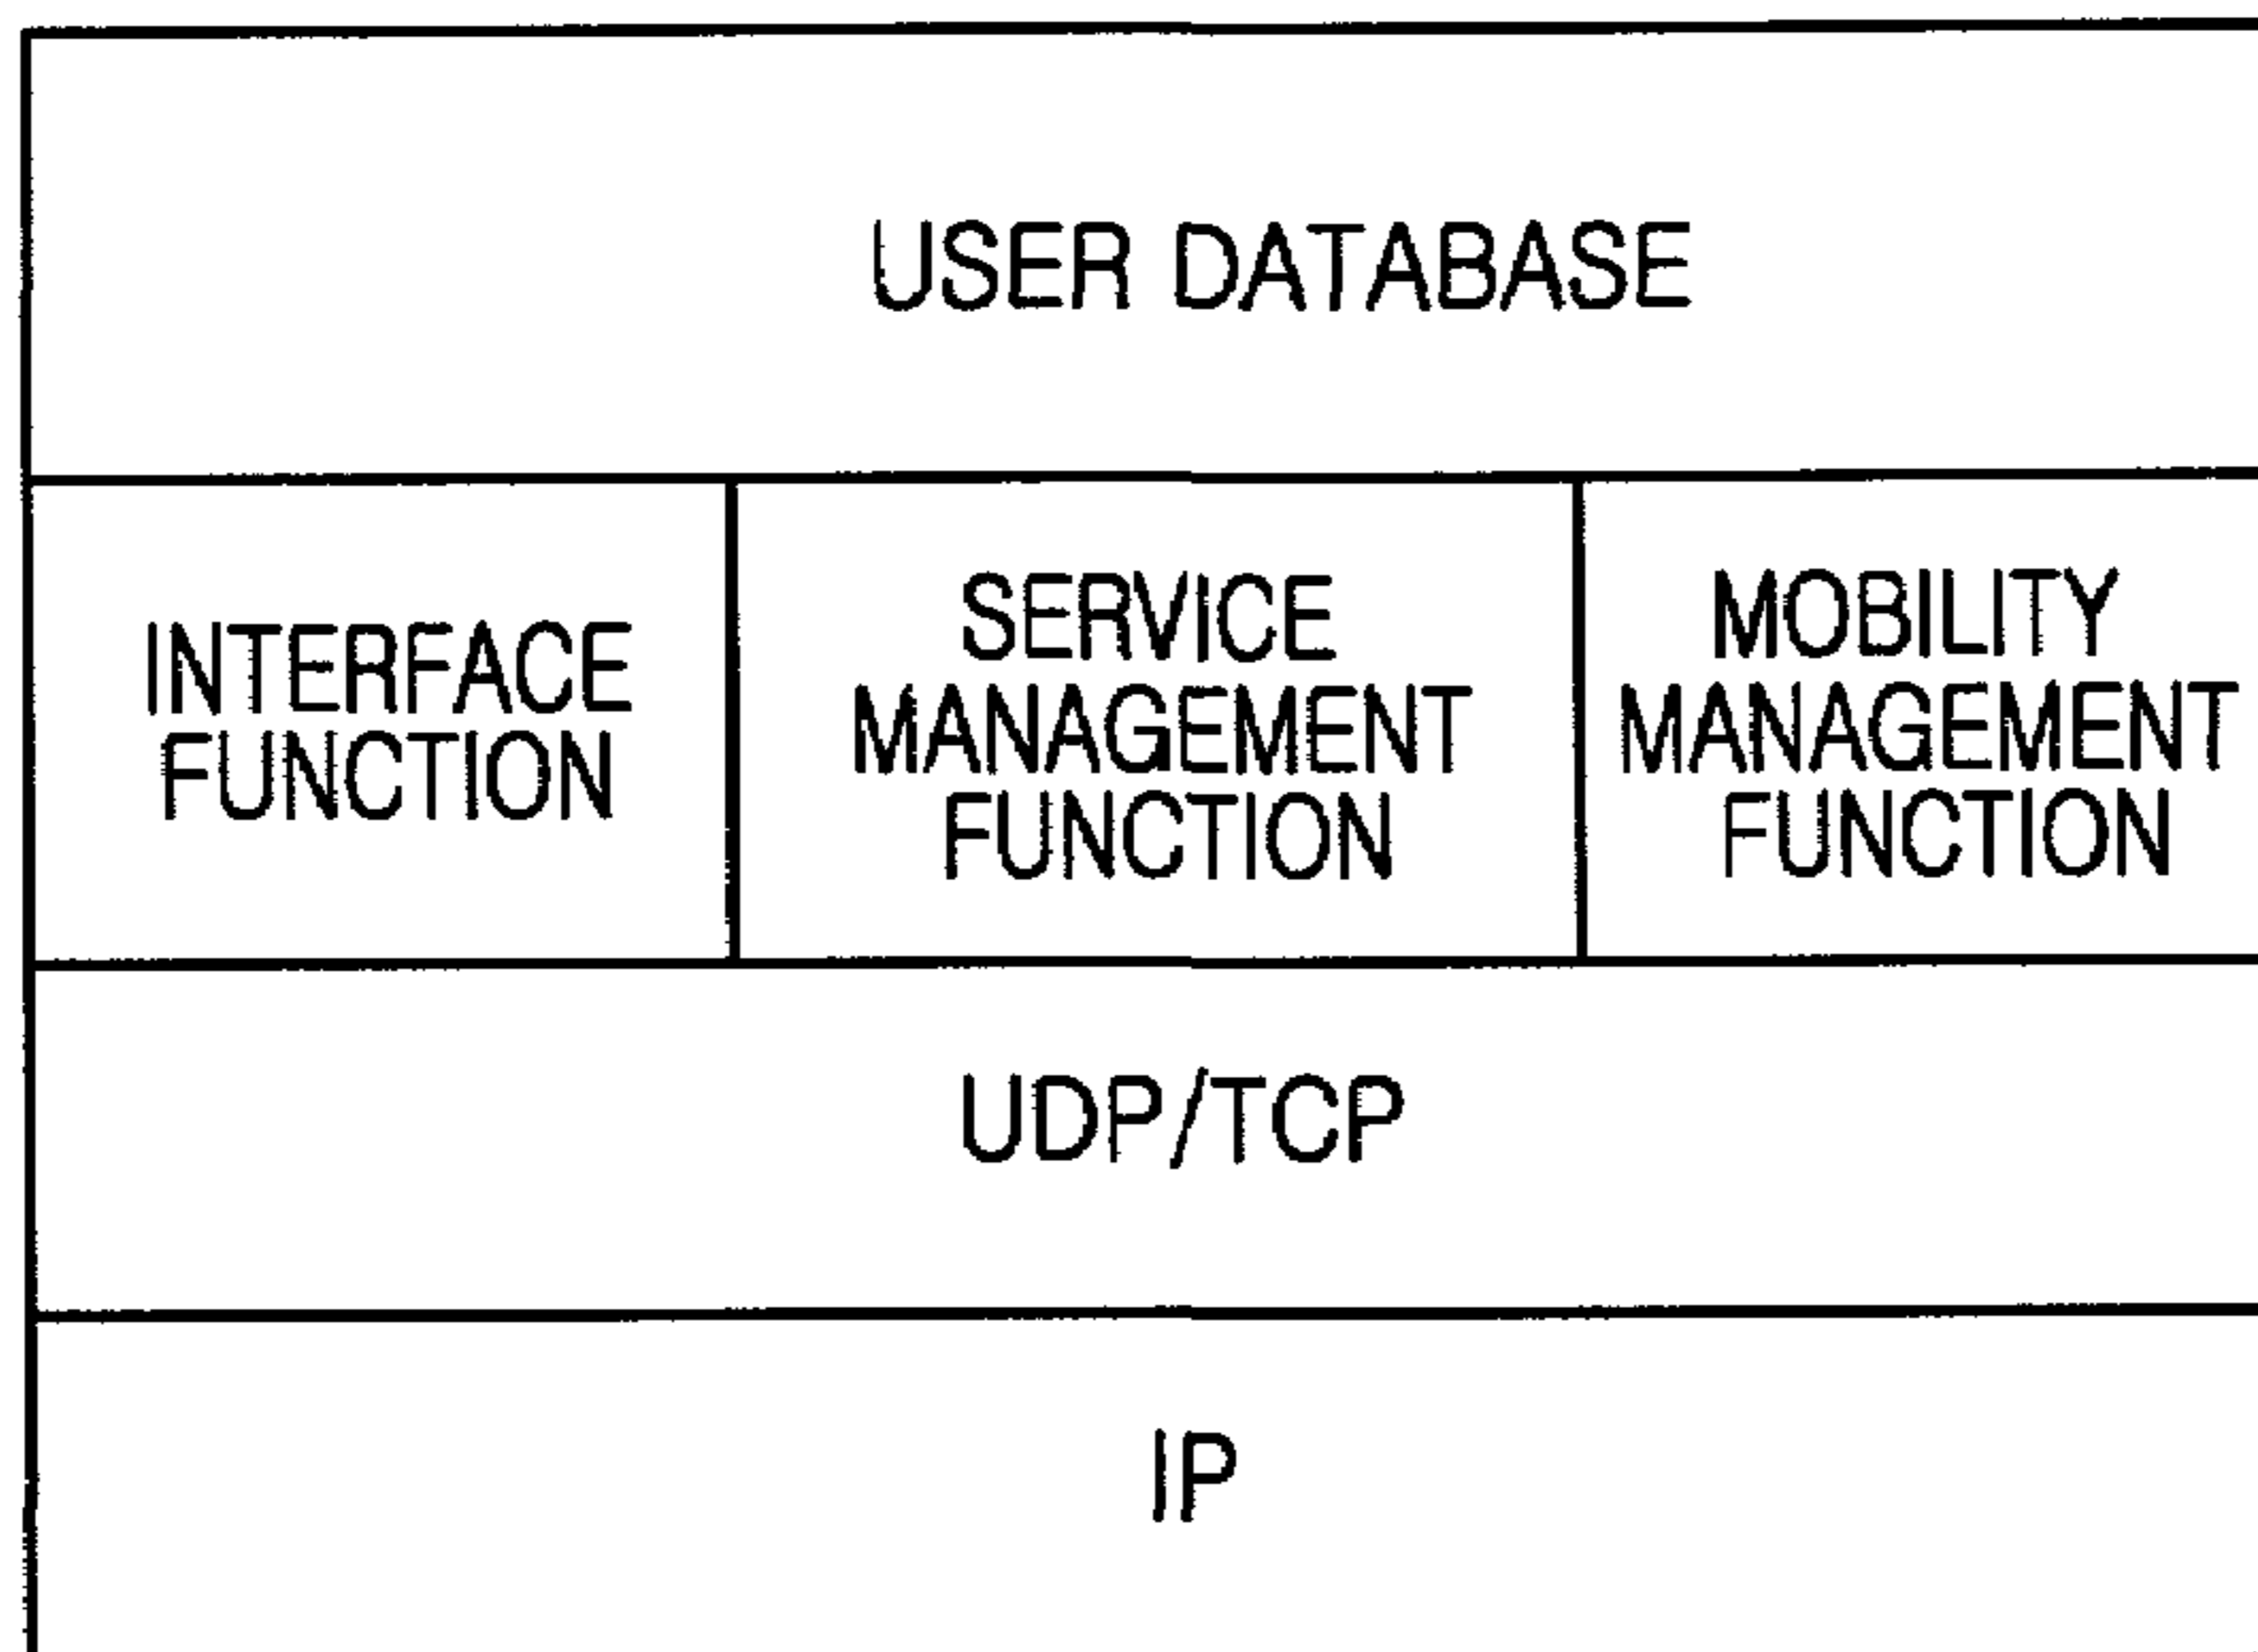 USER DATABASE
INTERFACE
FUNCTION
SERVICE
MANAGEMENT
FUNCTION
MOBILITY
MANAGEMENT
FUNCTION
UDP/TCP
IP